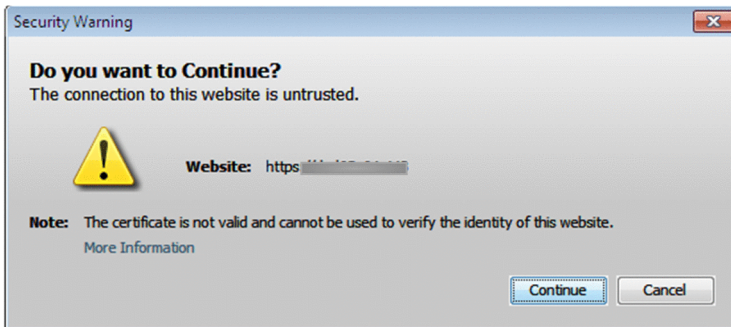 Security Warning
Do you want to Continue?
The connection to this website is untrusted.
Website: https
Note: The certificate is not valid and cannot be used to verify the identity of this website.
More Information
Continue Cancel